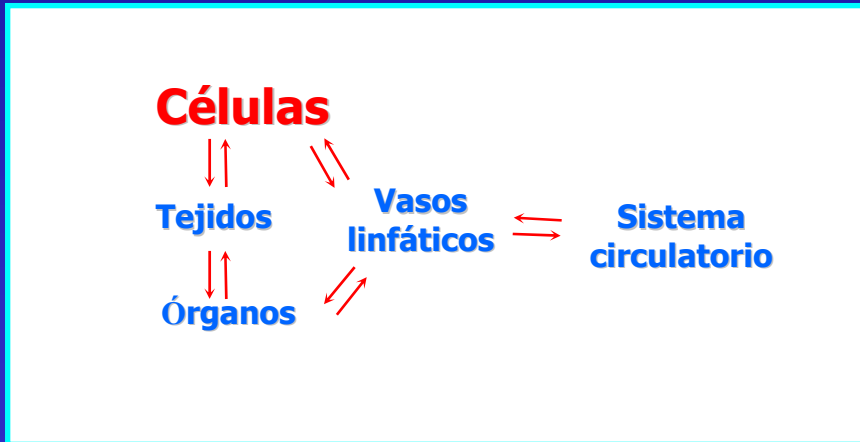 Células
Tejidos
Órganos
Vasos
linfáticos
Sistema
circulatorio